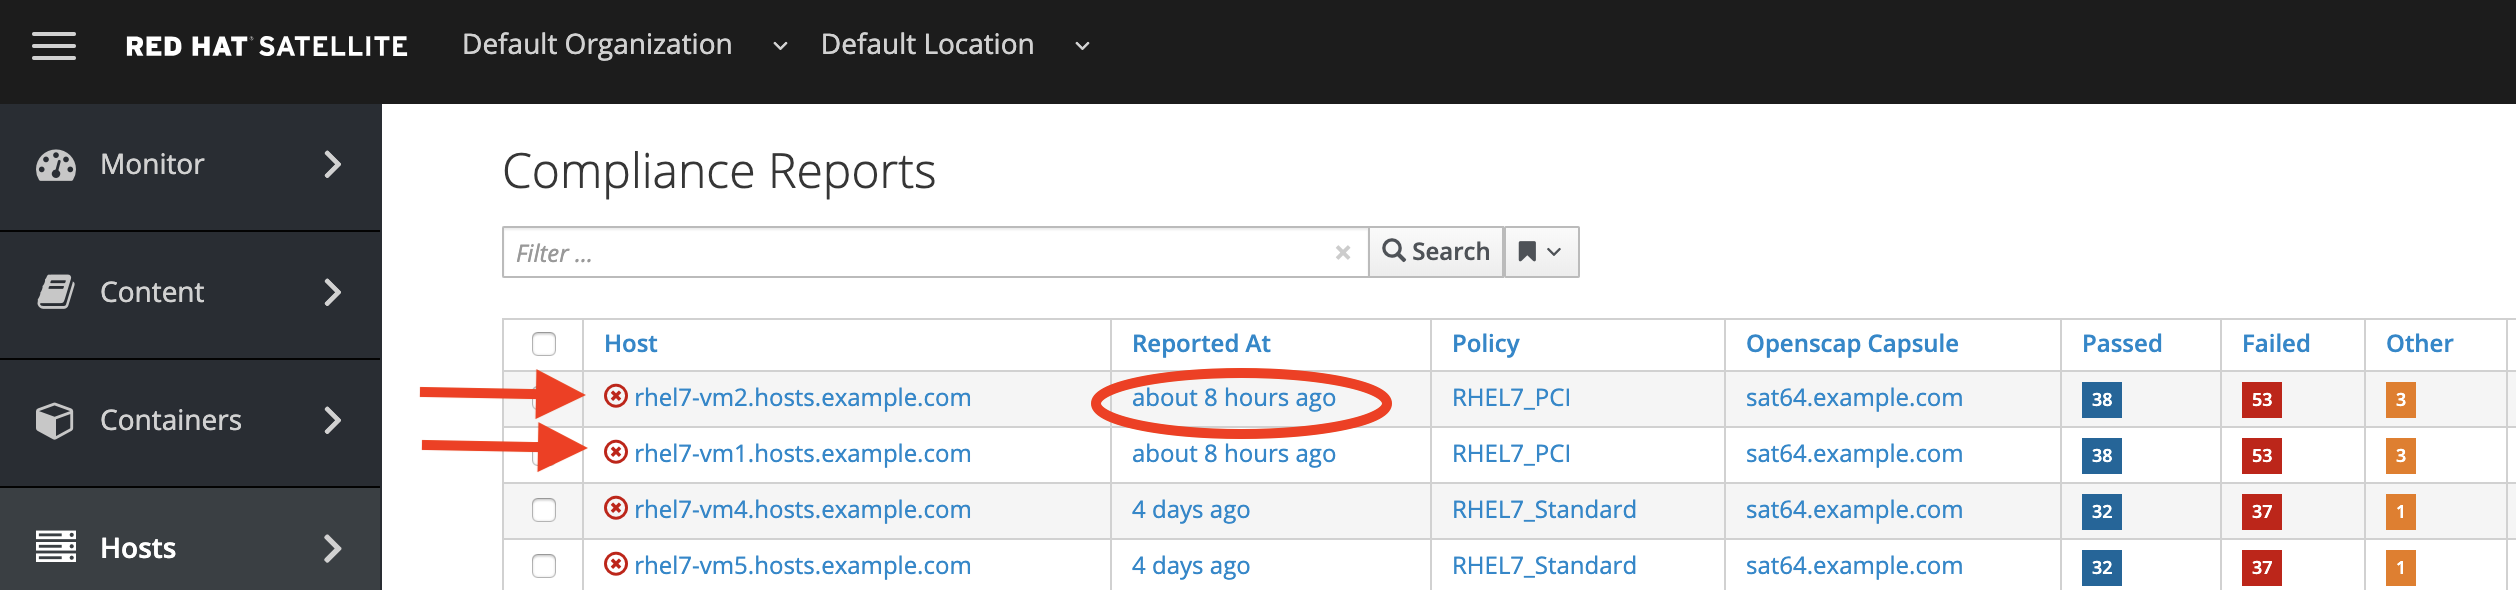 RED HAT SATELLITE Default Organization Default Location
Monitor
Content
Containers
Hosts
Compliance Reports
Filter ... Search
Host Reported At Policy Openscap Capsule Passed Failed Other
rhel7-vm2.hosts.example.com about 8 hours ago RHEL7_PCI sat64.example.com 38 53 3
rhel7-vm1.hosts.example.com about 8 hours ago RHEL7_PCI sat64.example.com 38 53 3
rhel7-vm4.hosts.example.com 4 days ago RHEL7_Standard sat64.example.com 32 37 1
rhel7-vm5.hosts.example.com 4 days ago RHEL7_Standard sat64.example.com 32 37 1